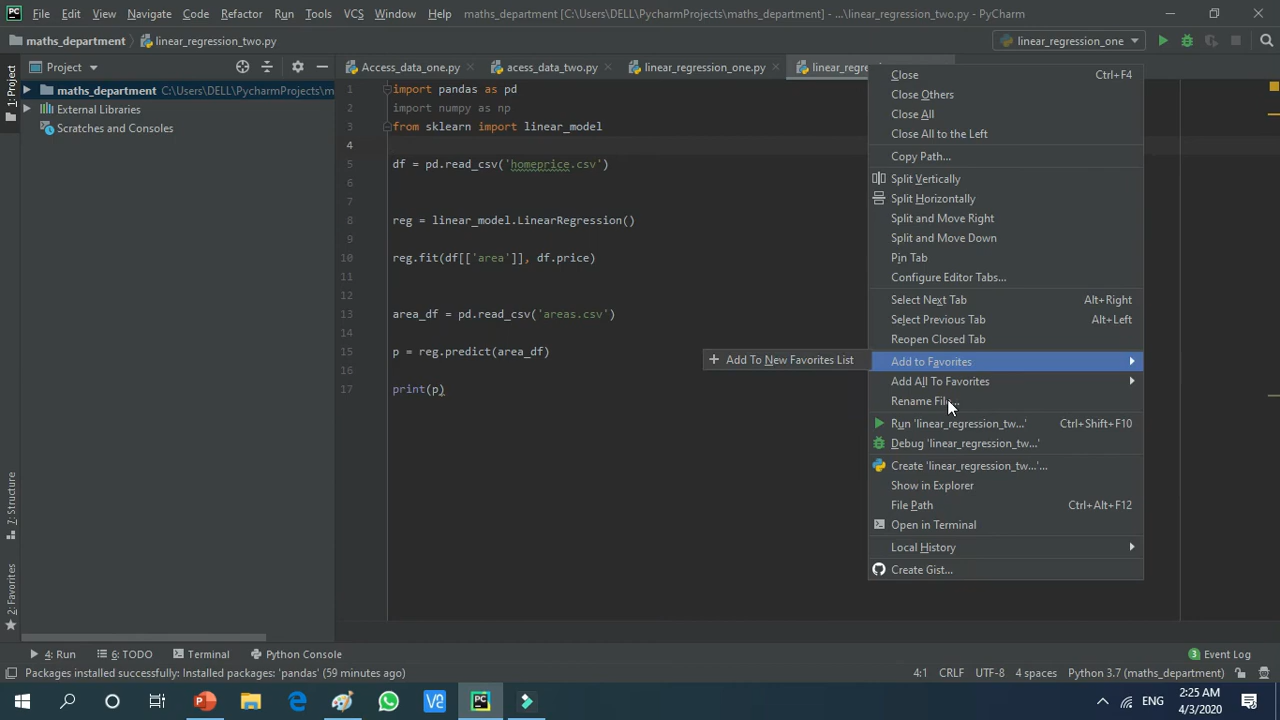 File Edit View Navigate Code Refactor Run Tools VCS Window Help maths_department [C:\Users\DELL\PycharmProjects\maths_department] - ...\linear_regression_two.py - PyCharm
maths_department linear_regression_two.py linear_regression_one
1: Project
Project Access_data_one.py acess_data_two.py linear_regression_one.py linear_regre
maths_department C:\Users\DELL\PycharmProjects\m
External Libraries
Scratches and Consoles
1 import pandas as pd
2 import numpy as np
3 from sklearn import linear_model
4
5 df = pd.read_csv('homeprice.csv')
6
7
8 reg = linear_model.LinearRegression()
9
10 reg.fit(df[['area']], df.price)
11
12
13 area_df = pd.read_csv('areas.csv')
14
15 p = reg.predict(area_df)
16
17 print(p)
Close Ctrl+F4
Close Others
Close All
Close All to the Left
Copy Path...
Split Vertically
Split Horizontally
Split and Move Right
Split and Move Down
Pin Tab
Configure Editor Tabs...
Select Next Tab Alt+Right
Select Previous Tab Alt+Left
Reopen Closed Tab
Add To New Favorites List Add to Favorites
Add All To Favorites
Rename File...
Run 'linear_regression_tw...' Ctrl+Shift+F10
Debug 'linear_regression_tw...'
Create 'linear_regression_tw...'...
Show in Explorer
File Path Ctrl+Alt+F12
Open in Terminal
Local History
Create Gist...
7: Structure
2: Favorites
4: Run 6: TODO Terminal Python Console 3 Event Log
Packages installed successfully: Installed packages: 'pandas' (59 minutes ago) 4:1 CRLF UTF-8 4 spaces Python 3.7 (maths_department)
ENG 2:25 AM
4/3/2020